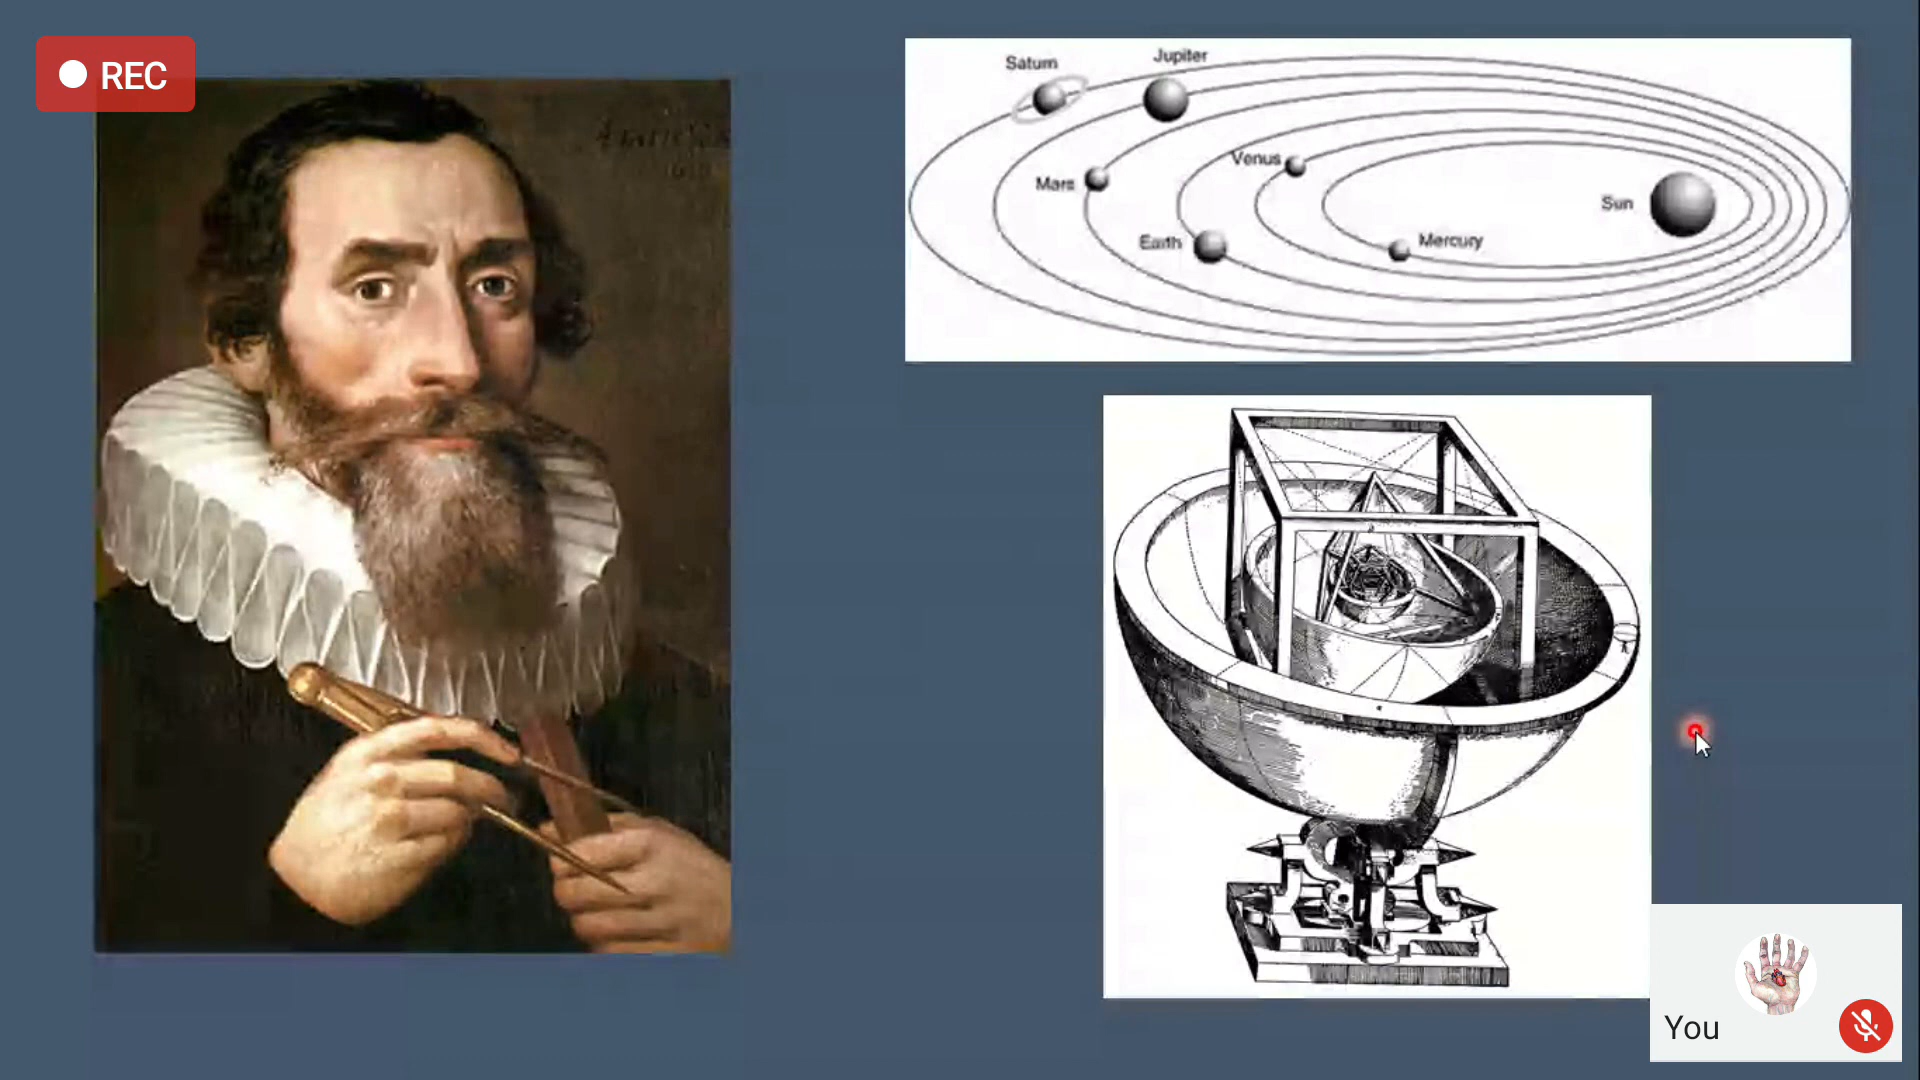 REC
Saturn
Jupiter
Venus
Mars
Sun
Earth
Mercury
You